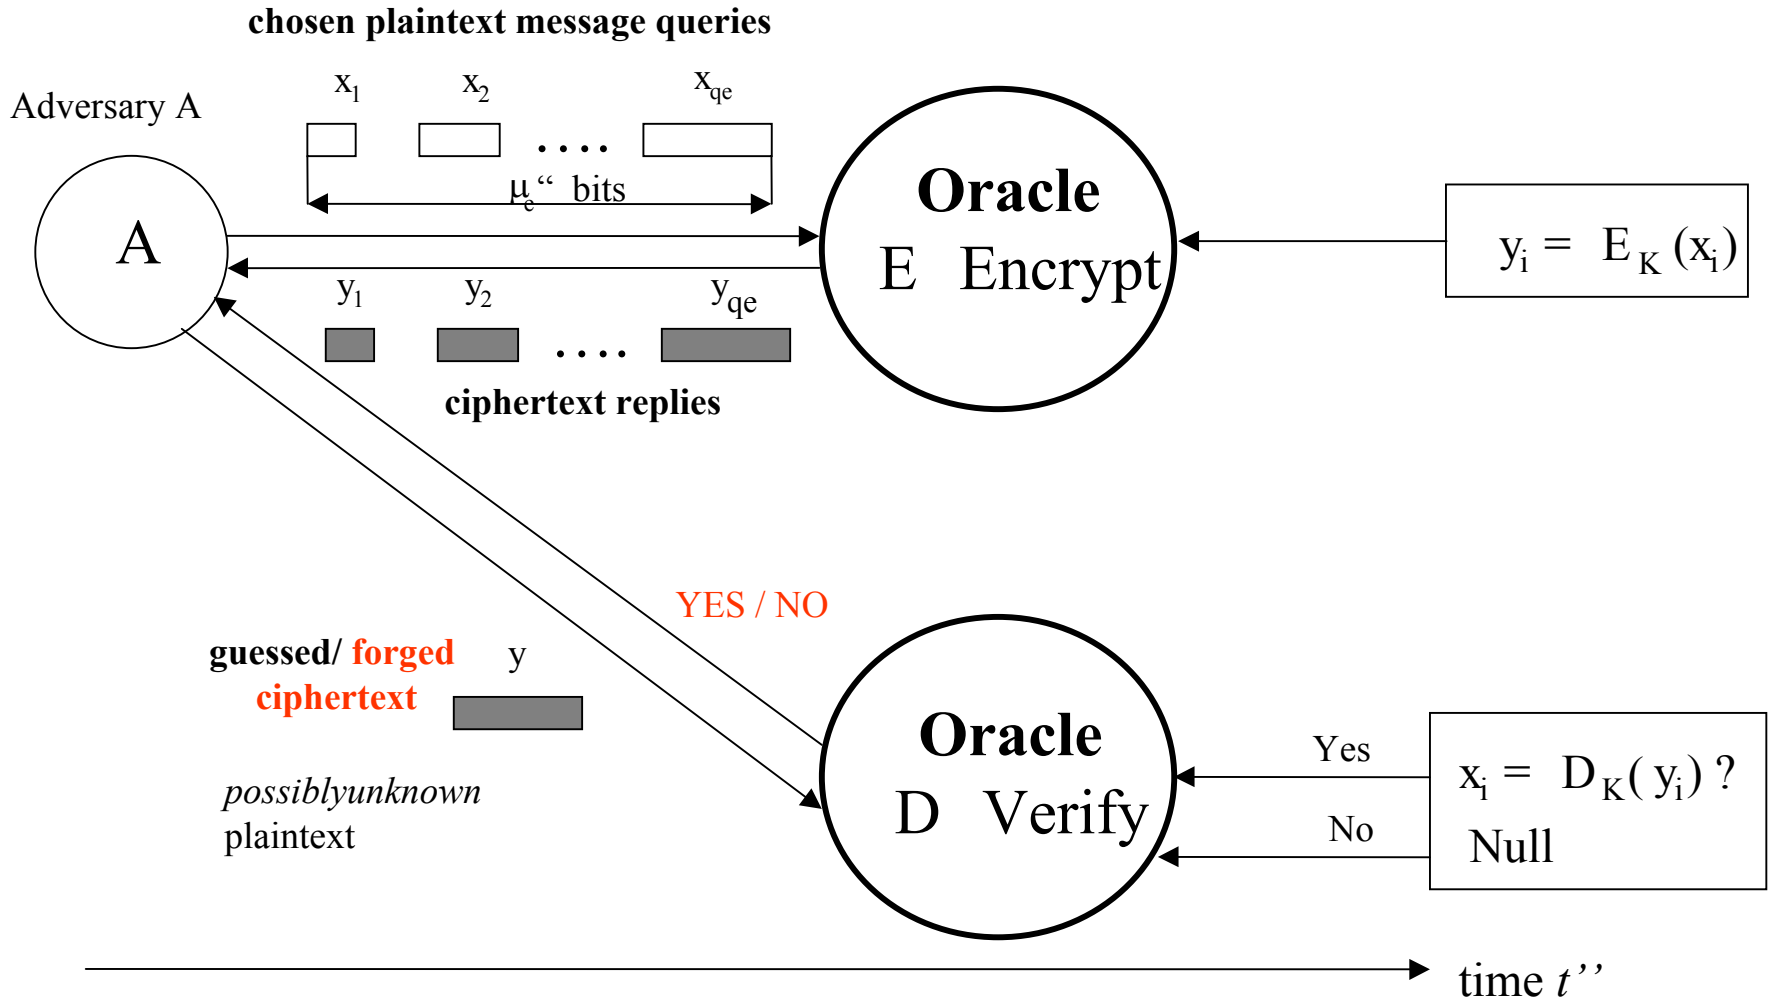 chosen plaintext message queries
Adversary A
x1 x2 xqe
. . . .
μe“ bits
A
Oracle
E Encrypt
yi = E K (xi)
y1 y2 yqe
. . . .
ciphertext replies
YES / NO
guessed/ forged y
ciphertext
possiblyunknown
plaintext
Oracle
D Verify
Yes
No
xi = DK( yi) ?
Null
time t’’